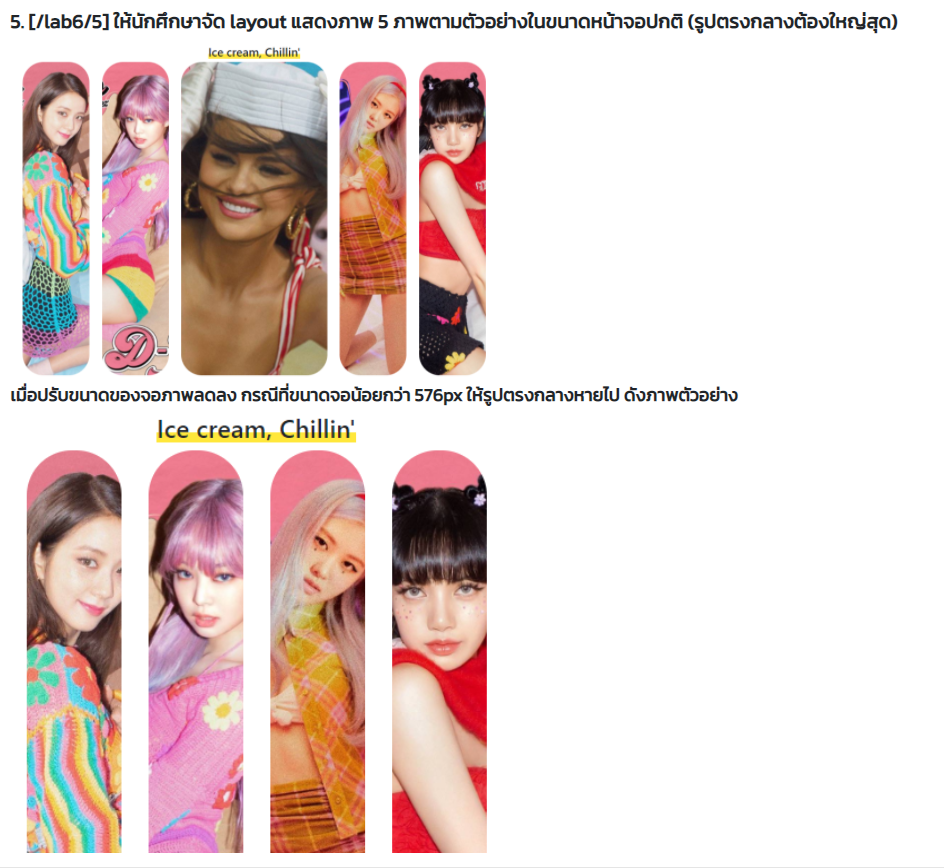 5. [/lab6/5] ให้นักศึกษาจัด layout แสดงภาพ 5 ภาพตามตัวอย่างในขนาดหน้าจอปกติ (รูปตรงกลางต้องใหญ่สุด)
Ice cream, Chillin'
เมื่อปรับขนาดของจอภาพลดลง กรณีที่ขนาดจอน้อยกว่า 576px ให้รูปตรงกลางหายไป ดังภาพตัวอย่าง
Ice cream, Chillin'